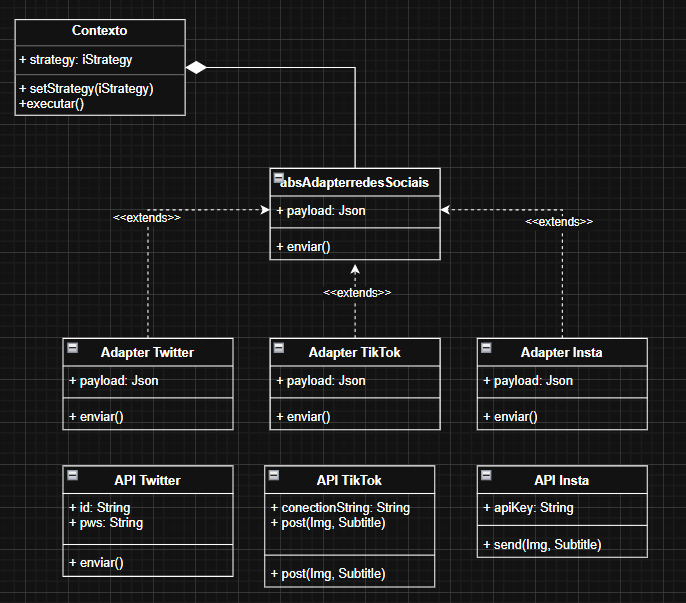 Contexto
+ strategy: iStrategy
+ setStrategy(iStrategy)
+executar()
absAdapterredesSociais
+ payload: Json
+ enviar()
<<extends>>
<<extends>>
<<extends>>
Adapter Twitter
+ payload: Json
+ enviar()
Adapter TikTok
+ payload: Json
+ enviar()
Adapter Insta
+ payload: Json
+ enviar()
API Twitter
+ id: String
+ pws: String
+ enviar()
API TikTok
+ conectionString: String
+ post(Img, Subtitle)
+ post(Img, Subtitle)
API Insta
+ apiKey: String
+ send(Img, Subtitle)